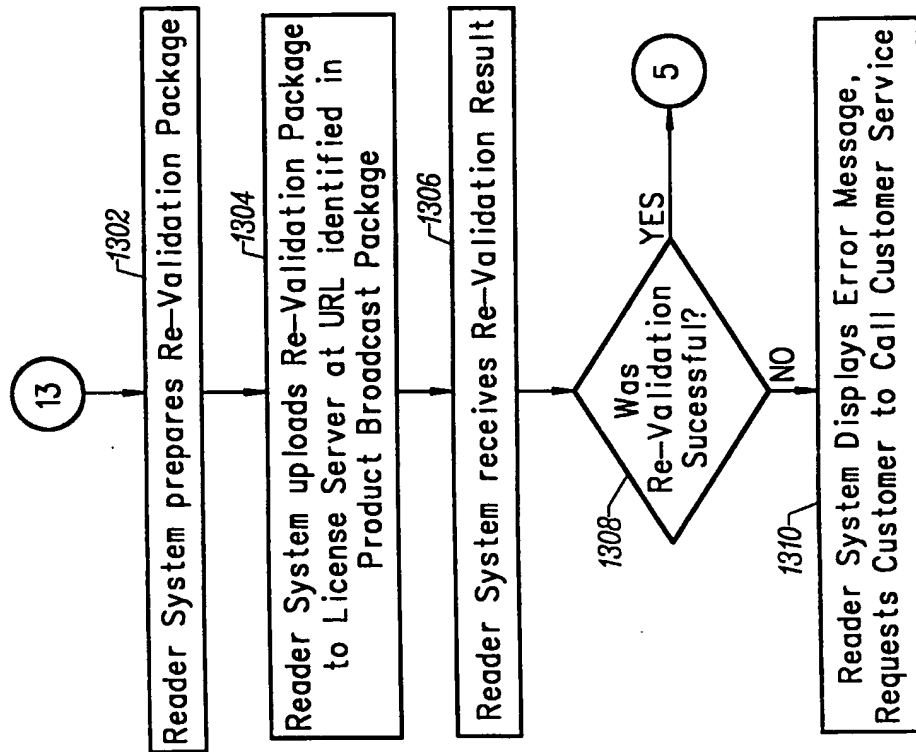 13
1302
Reader System prepares Re-Validation Package
1304
Reader System uploads Re-Validation Package
to License Server at URL identified in
Product Broadcast Package
1306
Reader System receives Re-Validation Result
1308
Was
Re-Validation
Sucessful?
YES
5
NO
1310
Reader System Displays Error Message,
Requests Customer to Call Customer Service